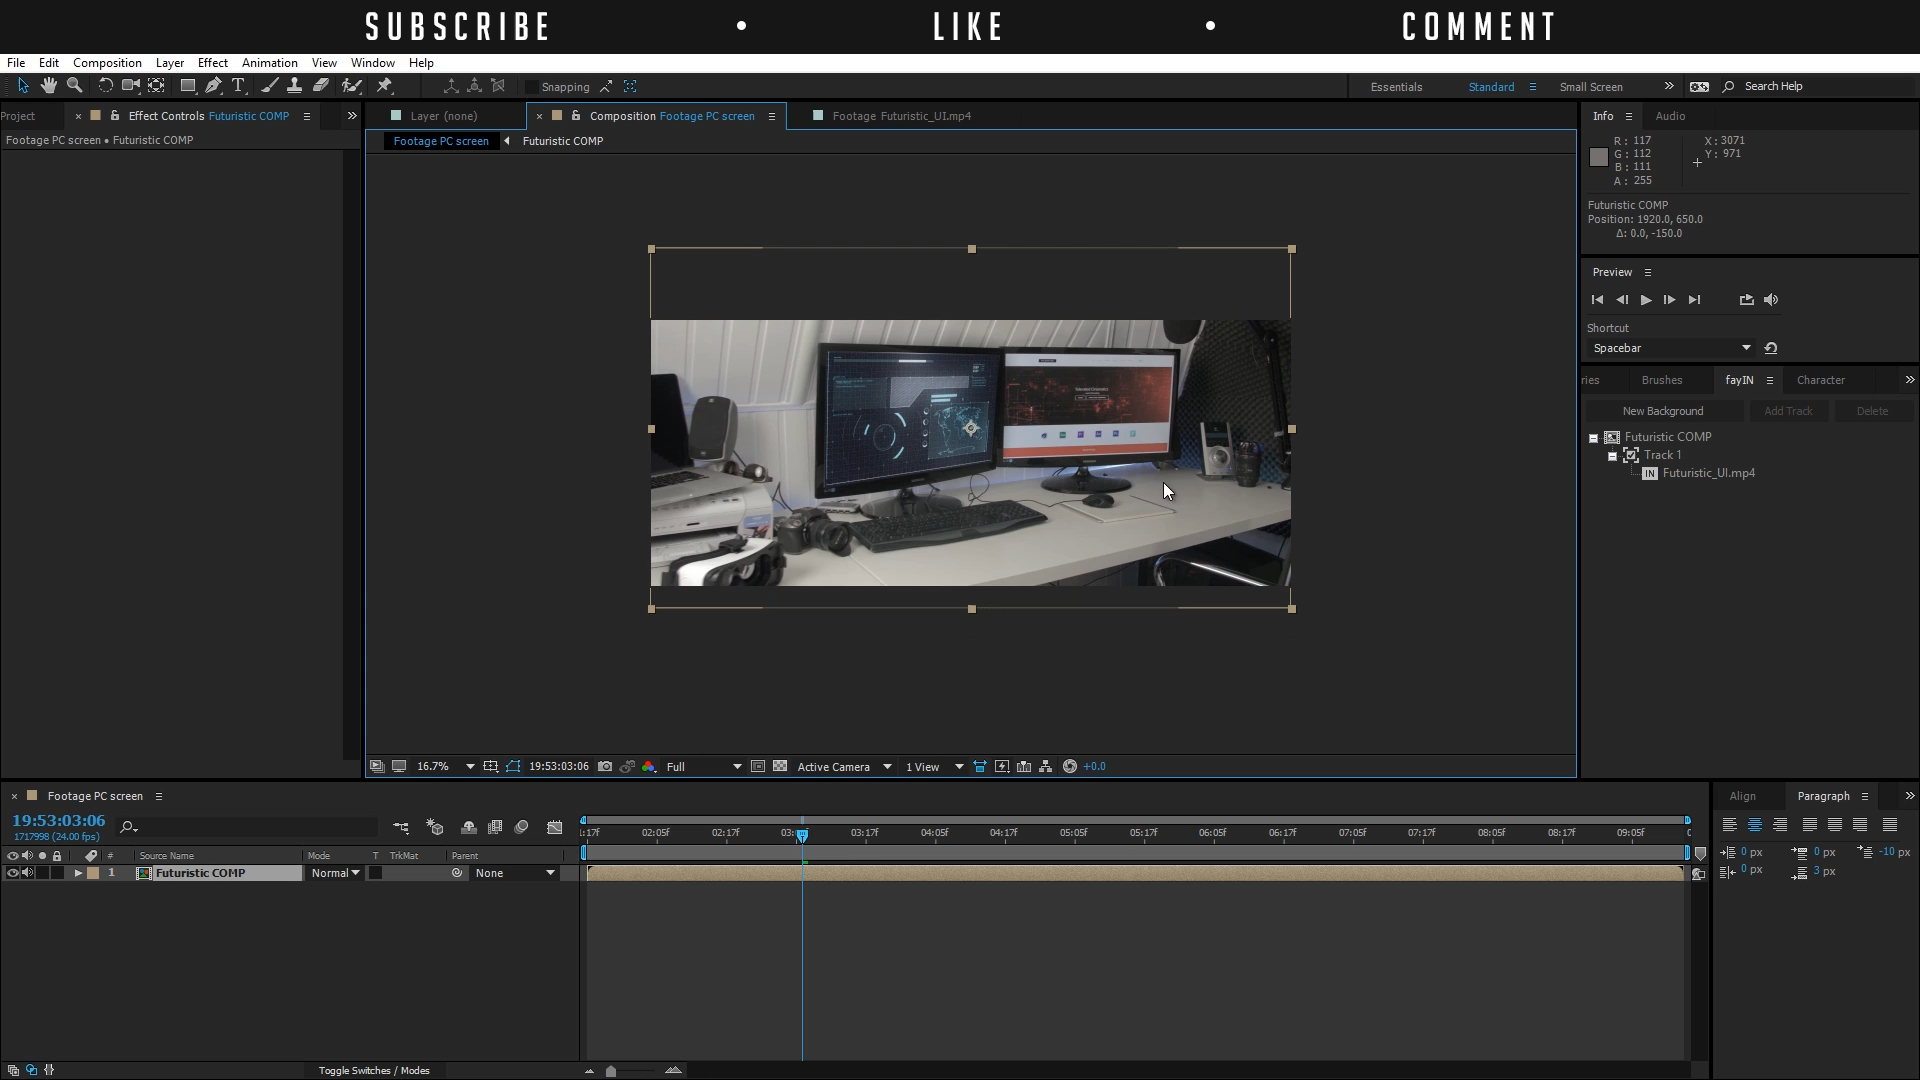 SUBSCRIBE • LIKE • COMMENT
File Edit Composition Layer Effect Animation View Window Help
Snapping Essentials Standard Small Screen Search Help
Project Effect Controls Futuristic COMP
Footage PC screen • Futuristic COMP
Layer (none) Composition Footage PC screen Footage Futuristic_UI.mp4
Footage PC screen Futuristic COMP
Info Audio
R: 117 X: 3071
G: 112 Y: 971
B: 111
A: 255
Futuristic COMP
Position: 1920.0, 650.0
Δ: 0.0, -150.0
Preview
Shortcut
Spacebar
ries Brushes fayIN Character
New Background Add Track Delete
Futuristic COMP
Track 1
IN Futuristic_UI.mp4
16.7% 19:53:03:06 Full Active Camera 1 View +0.0
Footage PC screen
19:53:03:06
1717998 (24.00 fps)
1:17f 02:05f 02:17f 03: 03:17f 04:05f 04:17f 05:05f 05:17f 06:05f 06:17f 07:05f 07:17f 08:05f 08:17f 09:05f
# Source Name Mode T TrkMat Parent
1 Futuristic COMP Normal None
Toggle Switches / Modes
Align Paragraph
0 px 0 px -10 px
0 px 3 px